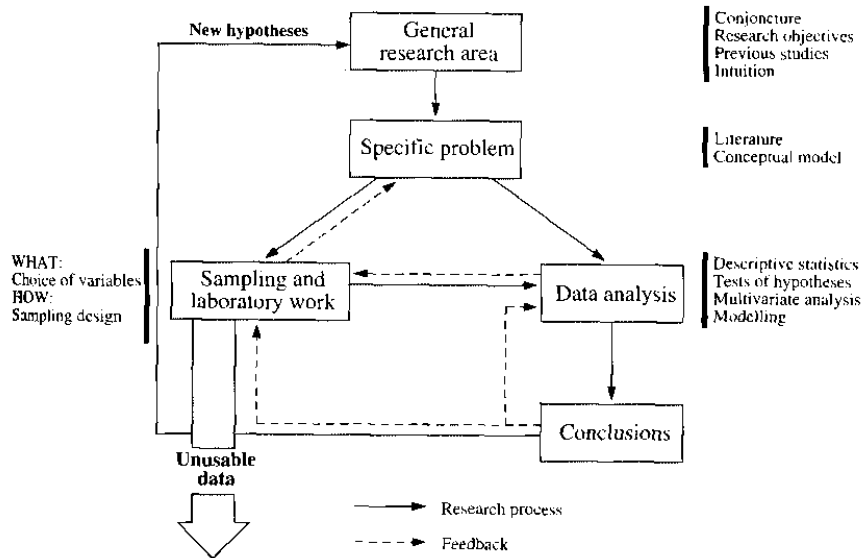 New hypotheses
General
research area
Conjoncture
Research objectives
Previous studies
Intuition
Specific problem
Literature
Conceptual model
WHAT:
Choice of variables
HOW:
Sampling design
Sampling and
laboratory work
Data analysis
Descriptive statistics
Tests of hypotheses
Multivariate analysis
Modelling
Conclusions
Unusable
data
Research process
Feedback